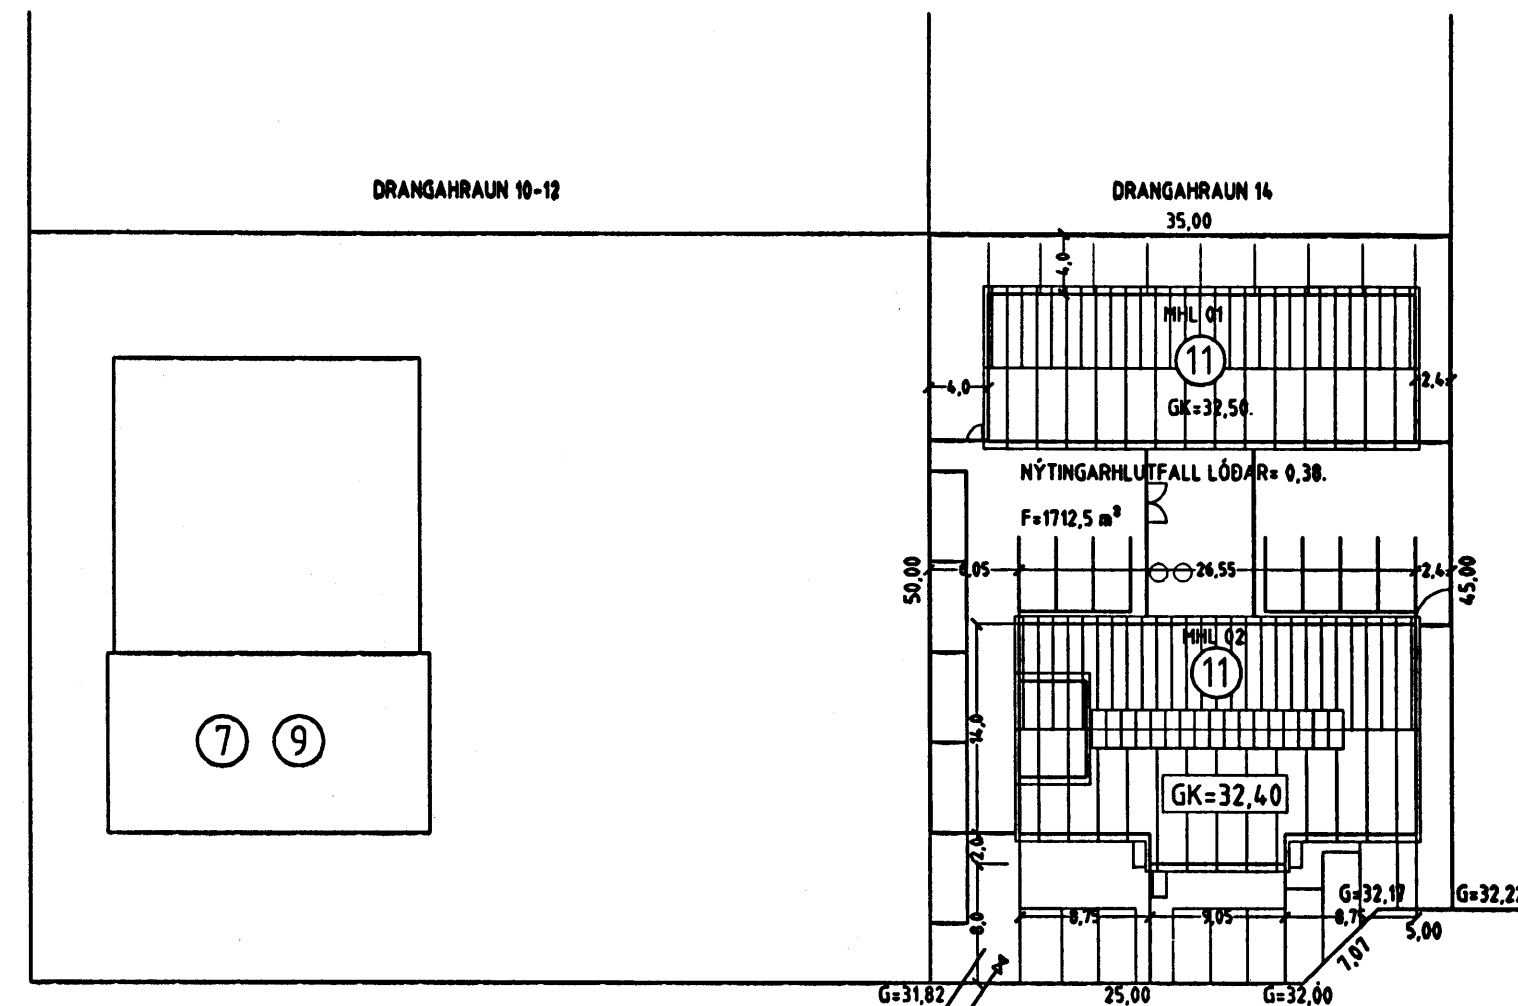 DRANGAHRAUN 10-12
DRANGAHRAUN 14
35,00
4,0
MHL 01
11
4,0
2,4
GK=32,50.
NÝTINGARHLUTFALL LÓÐAR= 0,38.
F=1712,5 m³
50,00
6,05
26,55
2,4
45,00
MHL 02
11
14,0
7
9
GK=32,40
2,0
G=32,17
G=32,22
8,75
9,05
8,75
8,0
5,00
7,07
G=31,82
25,00
G=32,00